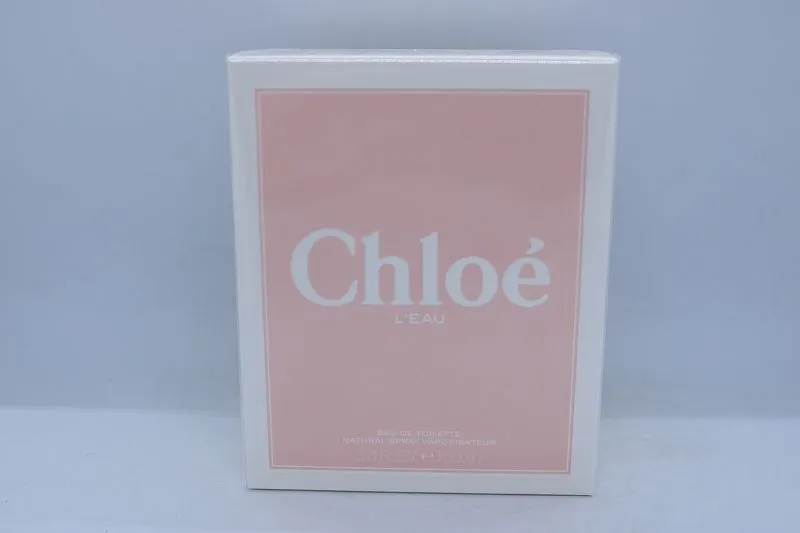 Chloé
L'EAU
EAU DE TOILETTE
NATURAL SPRAY VAPORISATEUR